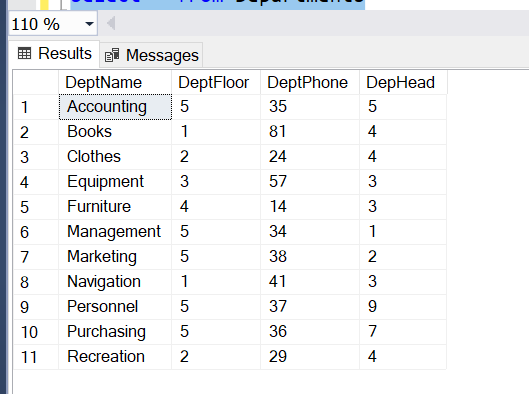 110 %
Results Messages
DeptName DeptFloor DeptPhone DepHead
1 Accounting 5 35 5
2 Books 1 81 4
3 Clothes 2 24 4
4 Equipment 3 57 3
5 Furniture 4 14 3
6 Management 5 34 1
7 Marketing 5 38 2
8 Navigation 1 41 3
9 Personnel 5 37 9
10 Purchasing 5 36 7
11 Recreation 2 29 4